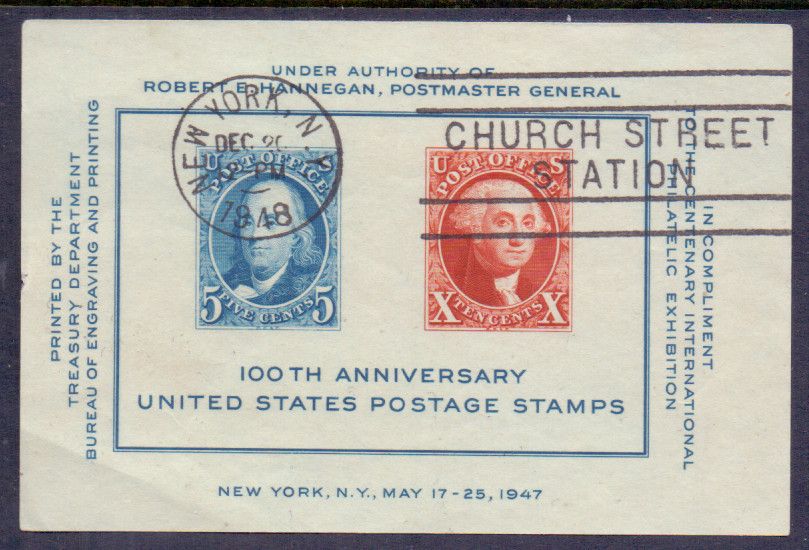 UNDER AUTHORITY OF
ROBERT E. HANNEGAN, POSTMASTER GENERAL
PRINTED BY THE
TREASURY DEPARTMENT
BUREAU OF ENGRAVING AND PRINTING
NEW YORK, N.Y.
DEC
PM
1948
CHURCH STREET
STATION
U S
POST OFFICE
5 5
FIVE CENTS
U S
POST OFFICE
X X
TEN CENTS
IN COMPLIMENT
TO THE CENTENARY INTERNATIONAL
PHILATELIC EXHIBITION
100TH ANNIVERSARY
UNITED STATES POSTAGE STAMPS
NEW YORK, N.Y., MAY 17-25, 1947